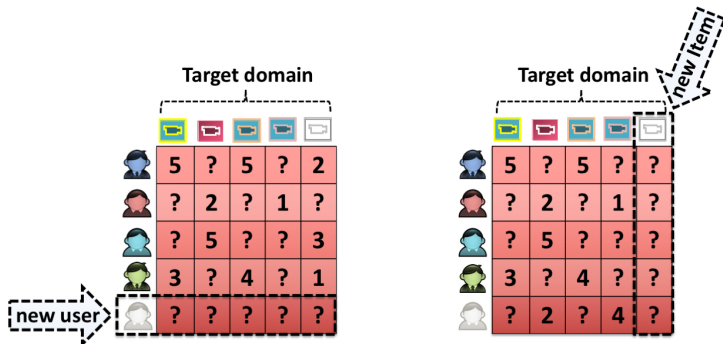 Target domain
5 ? 5 ? 2
? 2 ? 1 ?
? 5 ? ? 3
3 ? 4 ? 1
new user
? ? ? ? ?
new Item
Target domain
5 ? 5 ? ?
? 2 ? 1 ?
? 5 ? ? ?
3 ? 4 ? ?
? 2 ? 4 ?